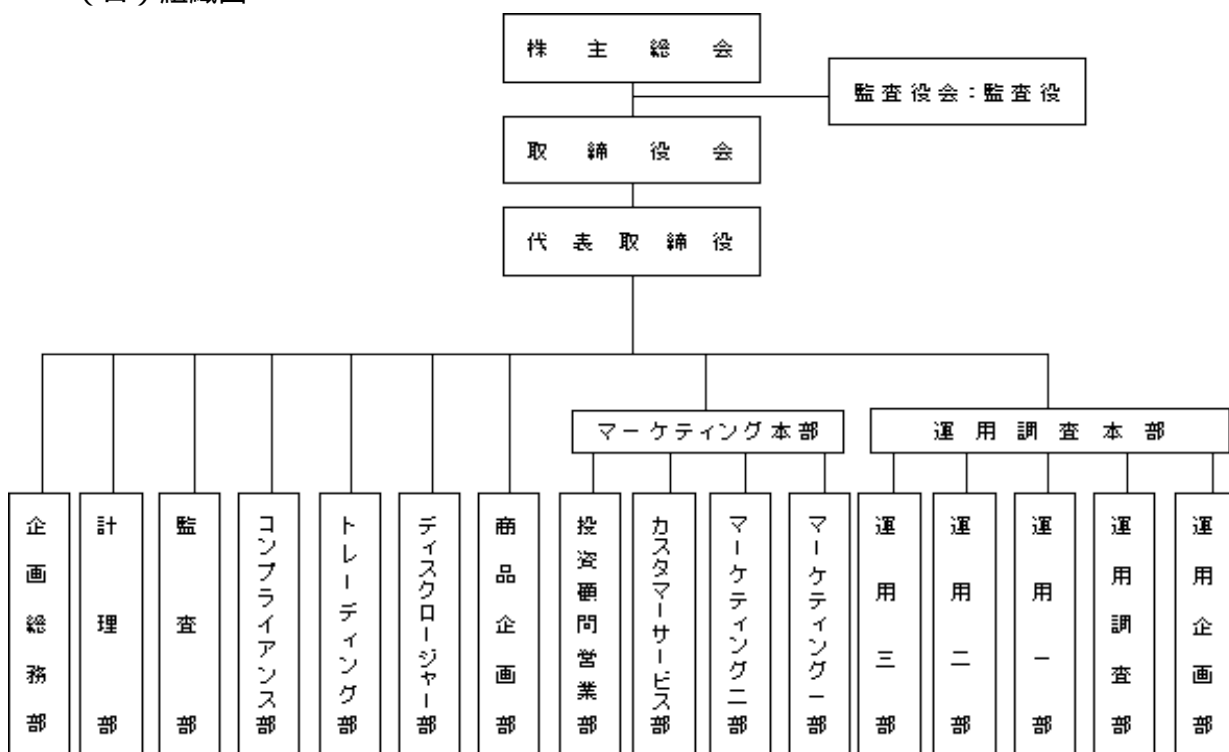 株主総会
監査役会：監査役
取締役会
代表取締役
マーケティング本部
運用調査本部
企画総務部
計理部
監査部
コンプライアンス部
トレーディング部
ディスクロージャー部
商品企画部
投資顧問営業部
カスタマーサービス部
マーケティング二部
マーケティング一部
運用三部
運用二部
運用一部
運用調査部
運用企画部